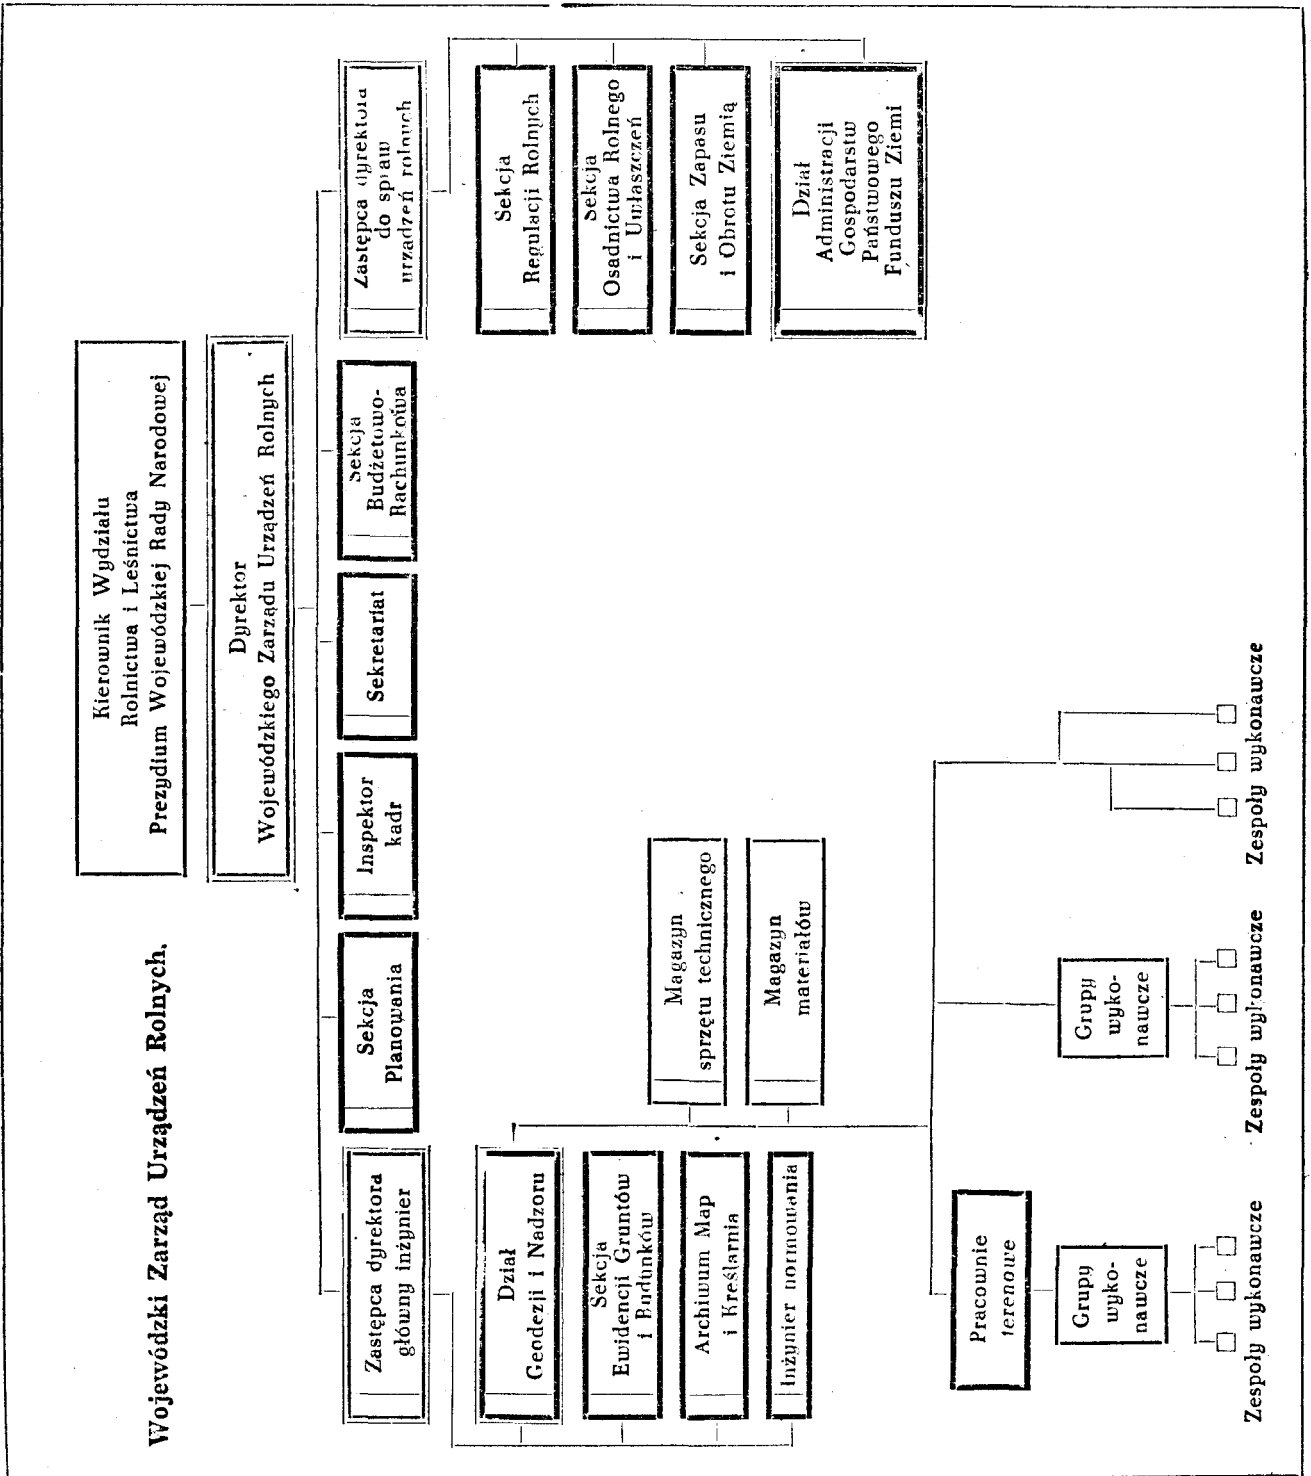 Wojewódzki Zarząd Urządzeń Rolnych.
Kierownik Wydziału
Rolnictwa i Leśnictwa
Prezydium Wojewódzkiej Rady Narodowej
Dyrektor
Wojewódzkiego Zarządu Urządzeń Rolnych
Zastępca dyrektora
główny inżynier
Sekcja
Planowania
Inspektor
kadr
Sekretariat
Sekcja
Budżetowo-
Rachunkowa
Zastępca dyrektora
do spraw
urządzeń rolnych
Dział
Geodezji i Nadzoru
Sekcja
Ewidencji Gruntów
i Budynków
Archiwum Map
i Kreślarnia
Inżynier normowania
Magazyn
sprzętu technicznego
Magazyn
materiałów
Sekcja
Regulacji Rolnych
Sekcja
Osadnictwa Rolnego
i Uwłaszczeń
Sekcja Zapasu
i Obrotu Ziemią
Dział
Administracji
Gospodarstw
Państwowego
Funduszu Ziemi
Pracownie
terenowe
Grupy
wyko-
nawcze
Zespoły wykonawcze
Grupy
wyko-
nawcze
Zespoły wykonawcze
Zespoły wykonawcze